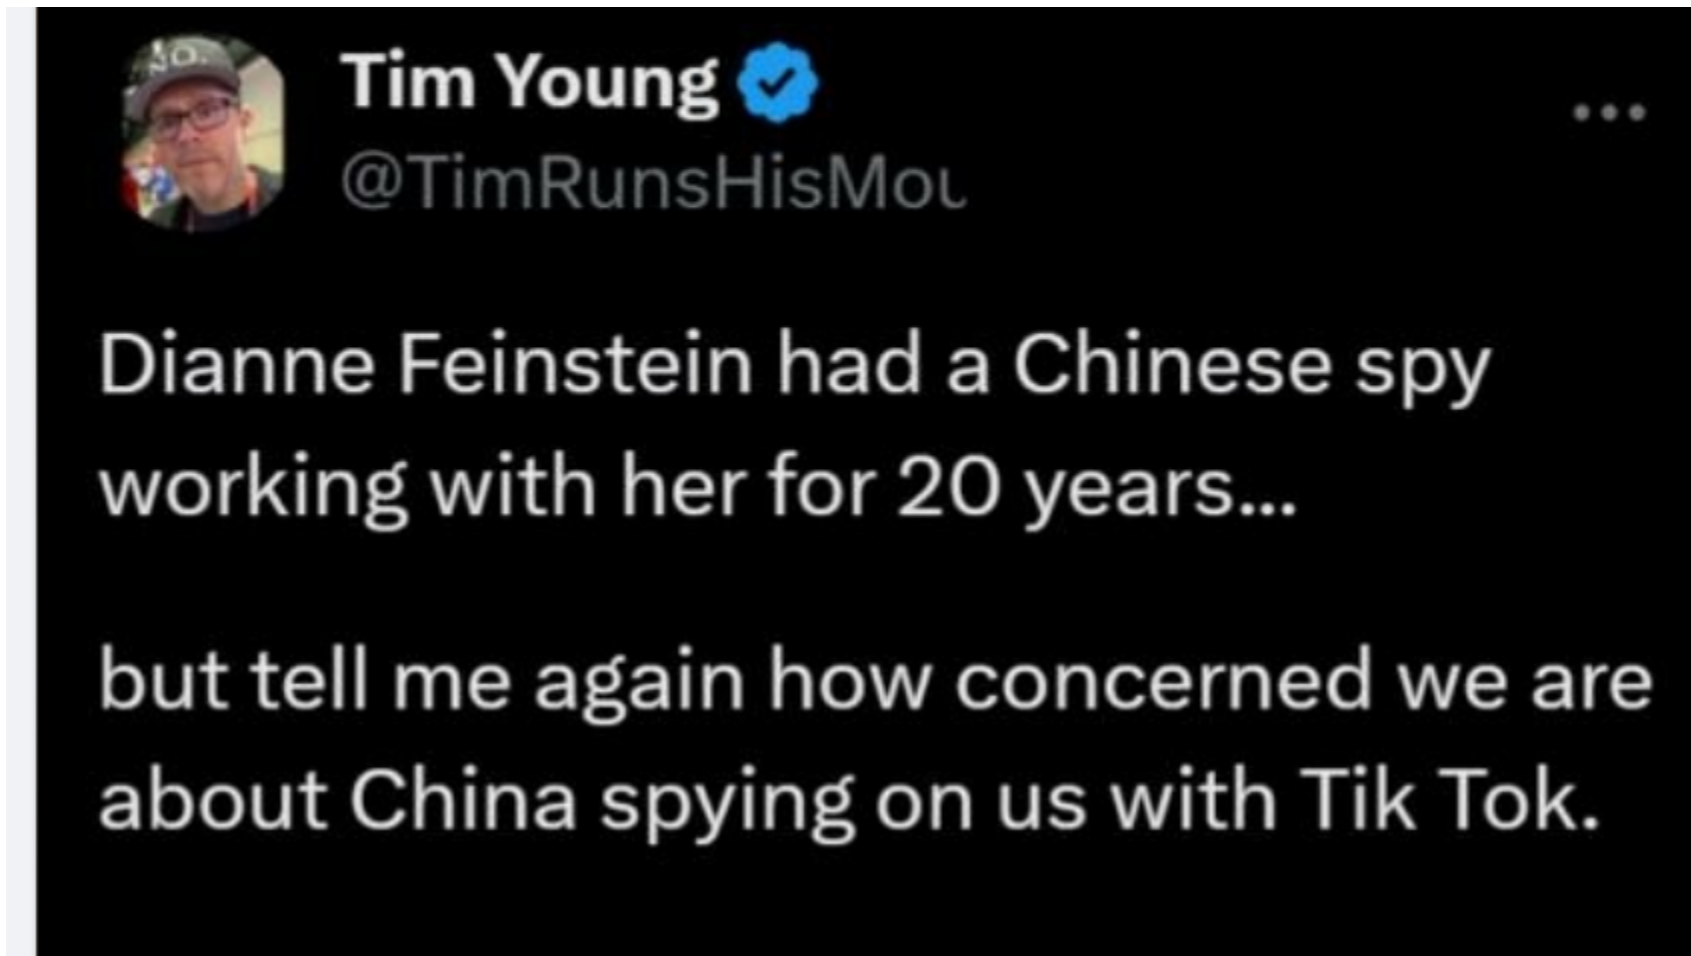 NO.
Tim Young
@TimRunsHisMou
Dianne Feinstein had a Chinese spy
working with her for 20 years...
but tell me again how concerned we are
about China spying on us with Tik Tok.